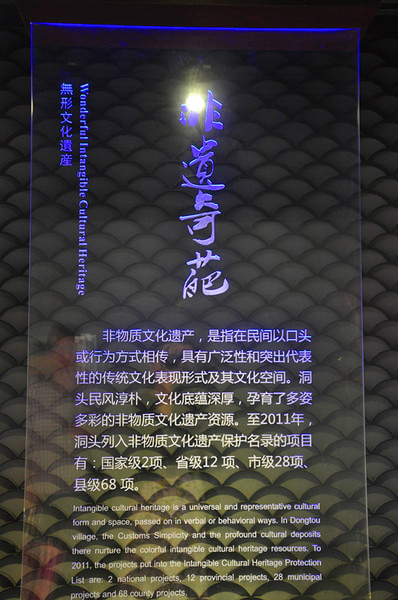 非遗奇葩
Wonderful Intangible Cultural Heritage
無形文化遺産
非物质文化遗产，是指在民间以口头
或行为方式相传，具有广泛性和突出代表
性的传统文化表现形式及其文化空间。洞
头民风淳朴，文化底蕴深厚，孕育了多姿
多彩的非物质文化遗产资源。至2011年，
洞头列入非物质文化遗产保护名录的项目
有：国家级2项、省级12 项、市级28项、
县级68 项。
Intangible cultural heritage is a universal and representative cultural
form and space, passed on in verbal or behavioral ways. In Dongtou
village, the Customs Simplicity and the profound cultural deposits
there nurture the colorful intangible cultural heritage resources. To
2011, the projects put into the Intangible Cultural Heritage Protection
List are: 2 national projects, 12 provincial projects, 28 municipal
projects and 68 county projects.